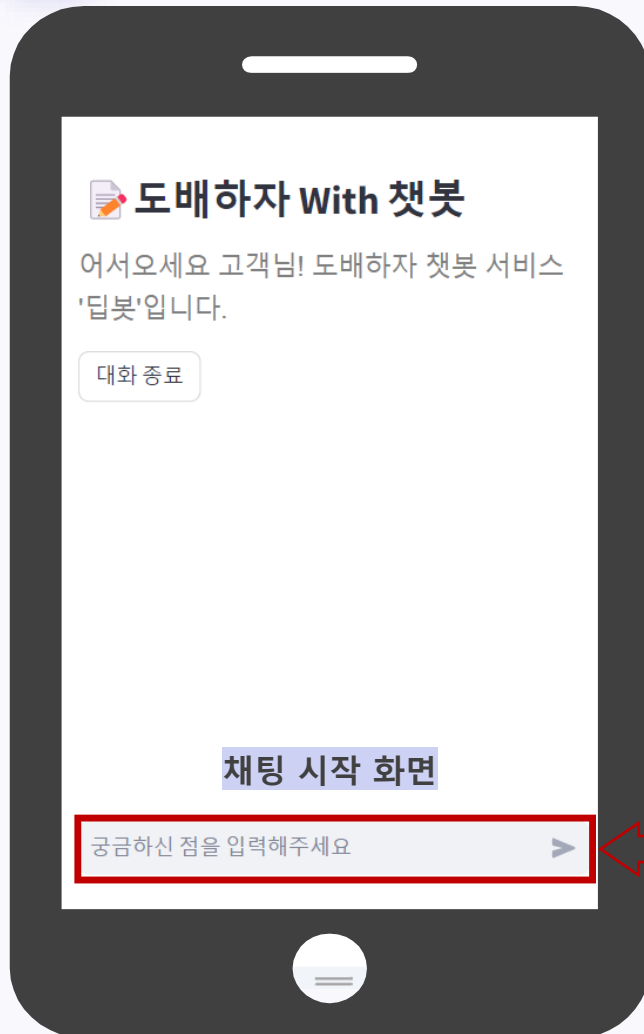 도배하자 With 챗봇
어서오세요 고객님! 도배하자 챗봇 서비스
'딥봇'입니다.
대화 종료
채팅 시작 화면
궁금하신 점을 입력해주세요